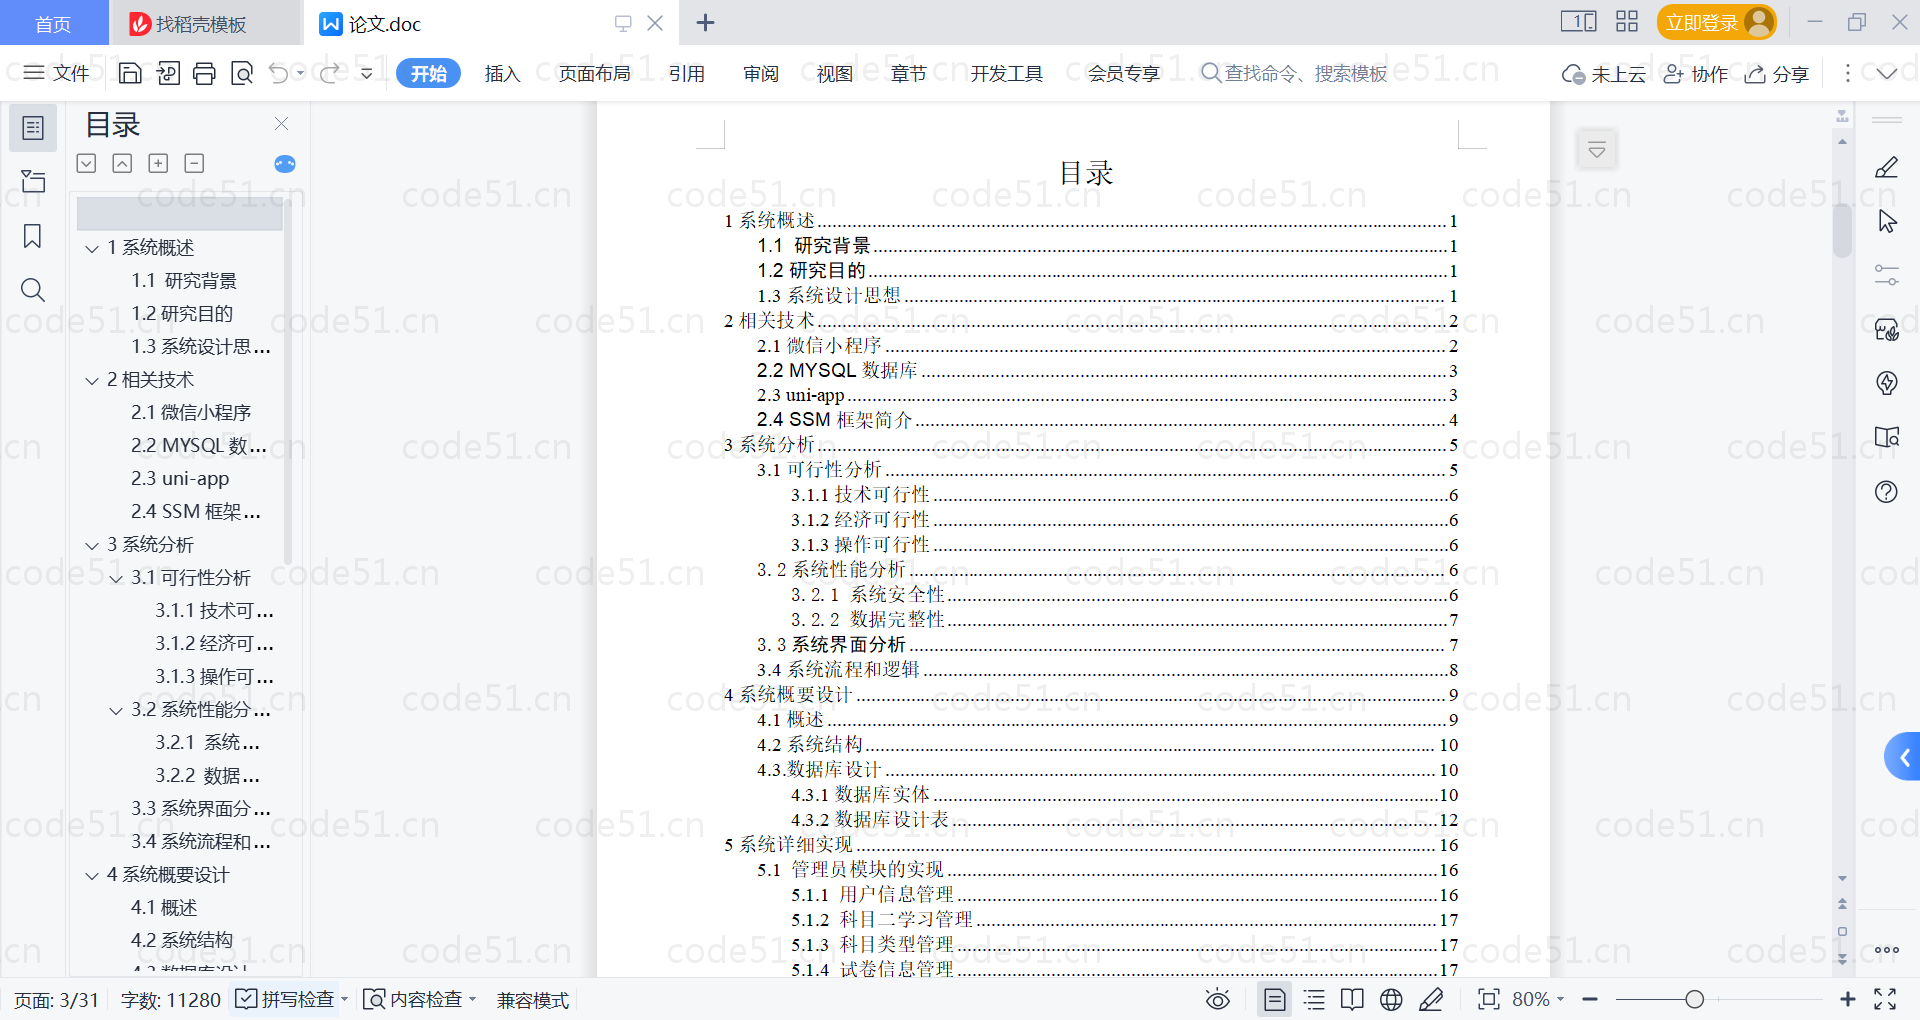 首页
找稻壳模板
论文.doc
立即登录
文件
开始
插入
页面布局
引用
审阅
视图
章节
开发工具
会员专享
查找命令、搜索模板
未上云
协作
分享
目录
1 系统概述
1.1 研究背景
1.2 研究目的
1.3 系统设计思...
2 相关技术
2.1 微信小程序
2.2 MYSQL 数...
2.3 uni-app
2.4 SSM 框架...
3 系统分析
3.1 可行性分析
3.1.1 技术可...
3.1.2 经济可...
3.1.3 操作可...
3.2 系统性能分...
3.2.1 系统...
3.2.2 数据...
3.3 系统界面分...
3.4 系统流程和...
4 系统概要设计
4.1 概述
4.2 系统结构
目录
1 系统概述 1
1.1 研究背景 1
1.2 研究目的 1
1.3 系统设计思想 1
2 相关技术 2
2.1 微信小程序 2
2.2 MYSQL 数据库 3
2.3 uni-app 3
2.4 SSM 框架简介 4
3 系统分析 5
3.1 可行性分析 5
3.1.1 技术可行性 6
3.1.2 经济可行性 6
3.1.3 操作可行性 6
3.2 系统性能分析 6
3.2.1 系统安全性 6
3.2.2 数据完整性 7
3.3 系统界面分析 7
3.4 系统流程和逻辑 8
4 系统概要设计 9
4.1 概述 9
4.2 系统结构 10
4.3.数据库设计 10
4.3.1 数据库实体 10
4.3.2 数据库设计表 12
5 系统详细实现 16
5.1 管理员模块的实现 16
5.1.1 用户信息管理 16
5.1.2 科目二学习管理 17
5.1.3 科目类型管理 17
5.1.4 试卷信息管理 17
页面: 3/31
字数: 11280
拼写检查
内容检查
兼容模式
80%
code51.cn